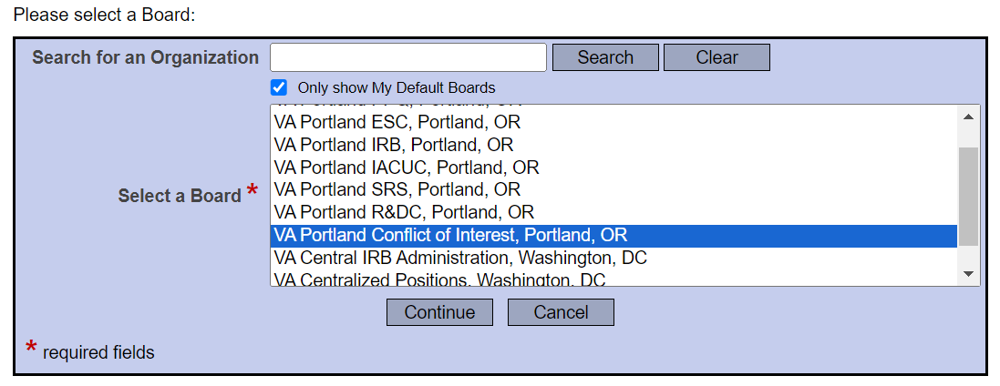 Please select a Board:
Search for an Organization
Search
Clear
Only show My Default Boards
VA Portland ESC, Portland, OR
VA Portland IRB, Portland, OR
VA Portland IACUC, Portland, OR
Select a Board *
VA Portland SRS, Portland, OR
VA Portland R&DC, Portland, OR
VA Portland Conflict of Interest, Portland, OR
VA Central IRB Administration, Washington, DC
VA Centralized Positions, Washington, DC
Continue
Cancel
* required fields